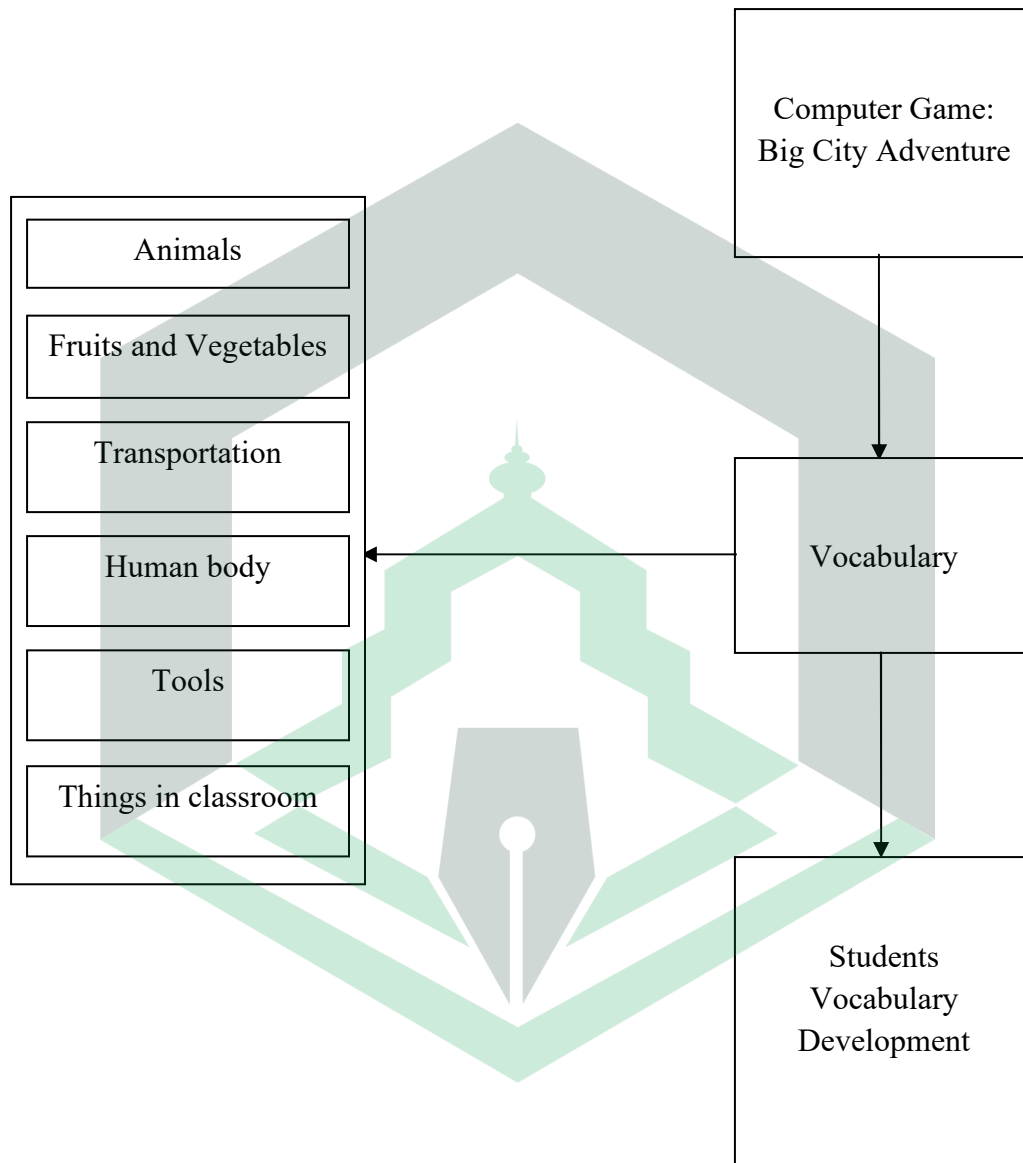 Computer Game:
Big City Adventure
Animals
Fruits and Vegetables
Transportation
Human body
Vocabulary
Tools
Things in classroom
Students
Vocabulary
Development